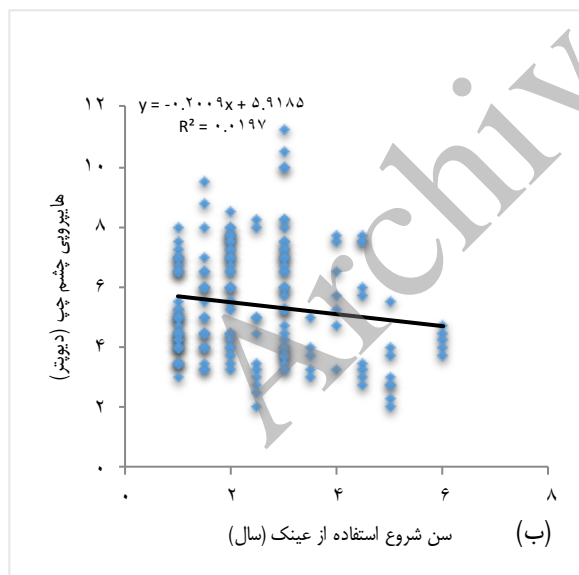 y = -۰.۲۰۰۹x + ۵.۹۱۸۵
R² = ۰.۰۱۹۷
۱۲
۱۰
۸
۶
۴
۲
۰
هایپروپی چشم چپ (دیوپتر)
۰ ۲ ۴ ۶ ۸
سن شروع استفاده از عینک (سال)
(ب)
Archiv